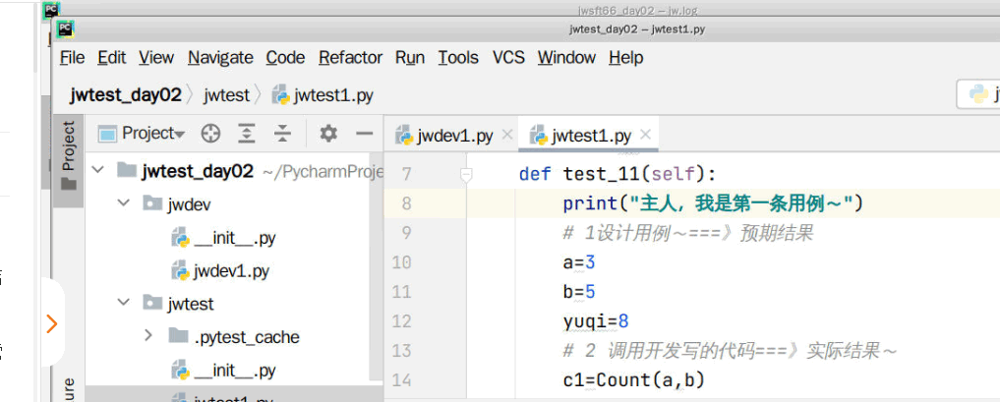 jwsft66_day02 – jw.log
jwtest_day02 – jwtest1.py
File Edit View Navigate Code Refactor Run Tools VCS Window Help
jwtest_day02 jwtest jwtest1.py
Project
Project
jwdev1.py
jwtest1.py
jwtest_day02 ~/PycharmProje
jwdev
__init__.py
jwdev1.py
jwtest
.pytest_cache
__init__.py
jwtest1.py
7 def test_11(self):
8 print("主人，我是第一条用例～")
9 # 1设计用例～===》预期结果
10 a=3
11 b=5
12 yuqi=8
13 # 2 调用开发写的代码===》实际结果～
14 c1=Count(a,b)